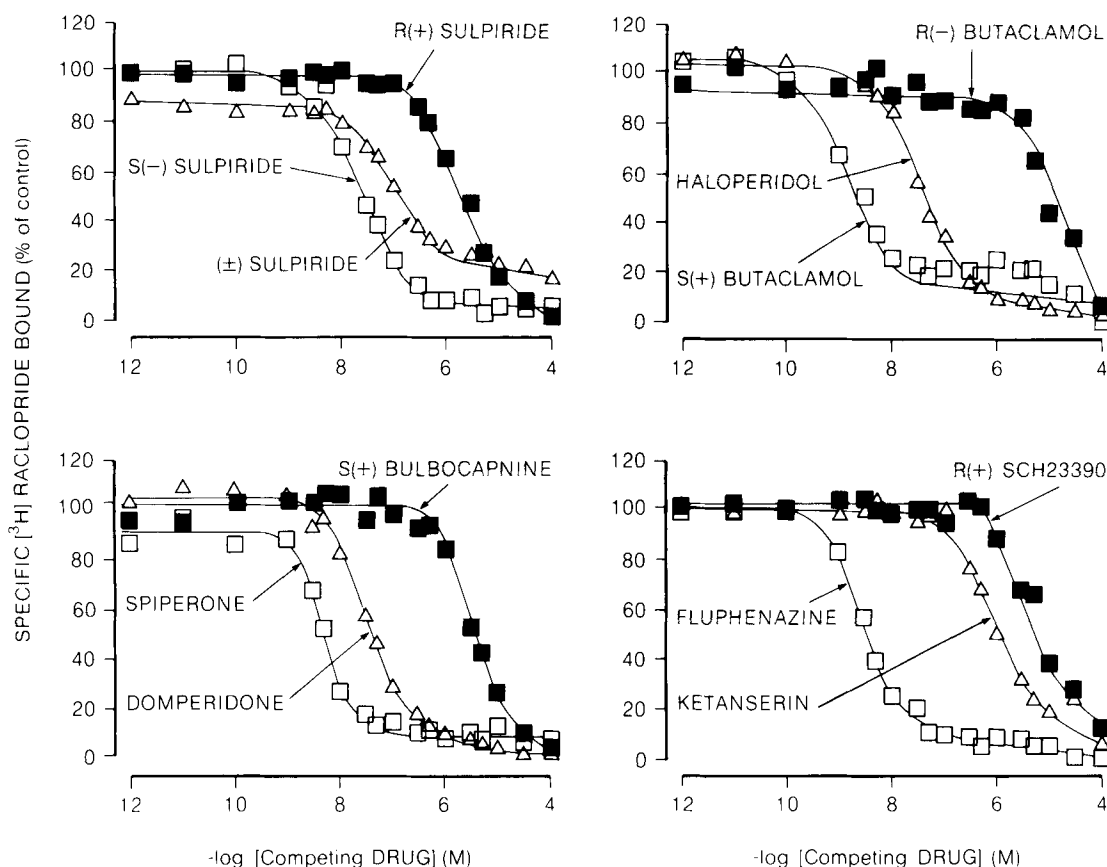 SPECIFIC [³H] RACLOPRIDE BOUND (% of control)
120
100
80
60
40
20
0
R(+) SULPIRIDE
S(−) SULPIRIDE
(±) SULPIRIDE
12 10 8 6 4
120
100
80
60
40
20
0
R(−) BUTACLAMOL
HALOPERIDOL
S(+) BUTACLAMOL
12 10 8 6 4
120
100
80
60
40
20
0
S(+) BULBOCAPNINE
SPIPERONE
DOMPERIDONE
12 10 8 6 4
-log [Competing DRUG] (M)
120
100
80
60
40
20
0
R(+) SCH23390
FLUPHENAZINE
KETANSERIN
12 10 8 6 4
-log [Competing DRUG] (M)